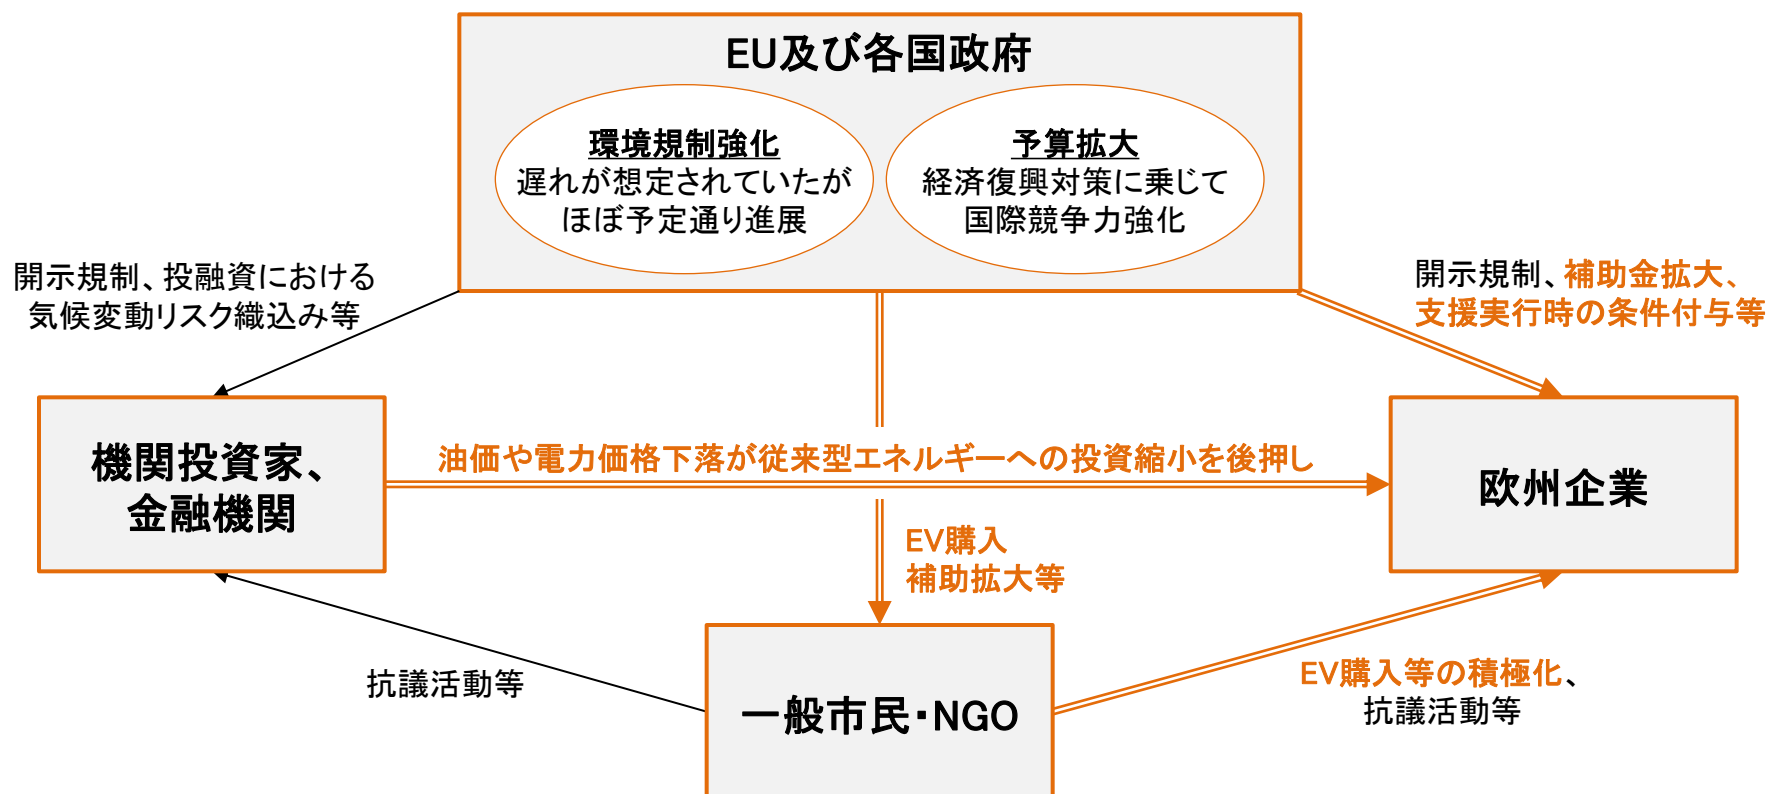 EU及び各国政府
環境規制強化
遅れが想定されていたが
ほぼ予定通り進展
予算拡大
経済復興対策に乗じて
国際競争力強化
開示規制、投融資における
気候変動リスク織込み等
開示規制、補助金拡大、
支援実行時の条件付与等
機関投資家、
金融機関
油価や電力価格下落が従来型エネルギーへの投資縮小を後押し
欧州企業
EV購入
補助拡大等
抗議活動等
一般市民・NGO
EV購入等の積極化、
抗議活動等